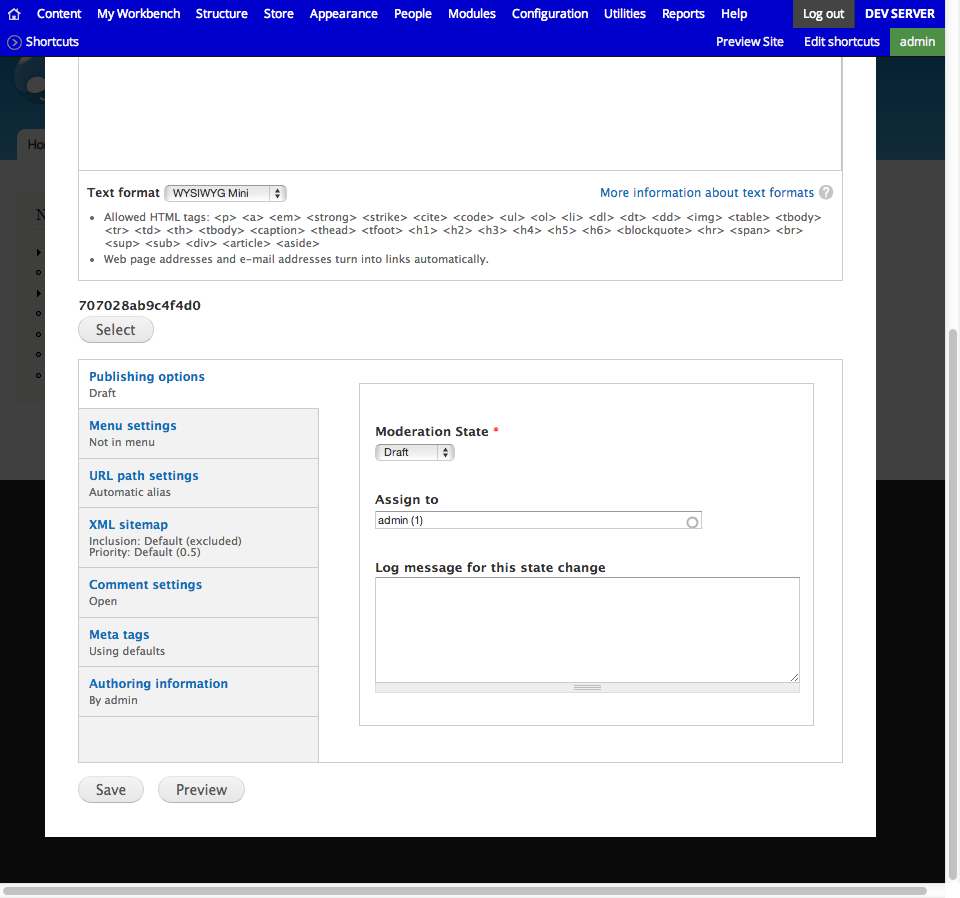 Content My Workbench Structure Store Appearance People Modules Configuration Utilities Reports Help Log out DEV SERVER
Shortcuts Preview Site Edit shortcuts admin
Text format WYSIWYG Mini More information about text formats ?
Allowed HTML tags: <p> <a> <em> <strong> <strike> <cite> <code> <ul> <ol> <li> <dl> <dt> <dd> <img> <table> <tbody>
<tr> <td> <th> <tbody> <caption> <thead> <tfoot> <h1> <h2> <h3> <h4> <h5> <h6> <blockquote> <hr> <span> <br>
<sup> <sub> <div> <article> <aside>
Web page addresses and e-mail addresses turn into links automatically.
707028ab9c4f4d0
Select
Publishing options
Draft
Menu settings
Not in menu
URL path settings
Automatic alias
XML sitemap
Inclusion: Default (excluded)
Priority: Default (0.5)
Comment settings
Open
Meta tags
Using defaults
Authoring information
By admin
Moderation State *
Draft
Assign to
admin (1)
Log message for this state change
Save Preview